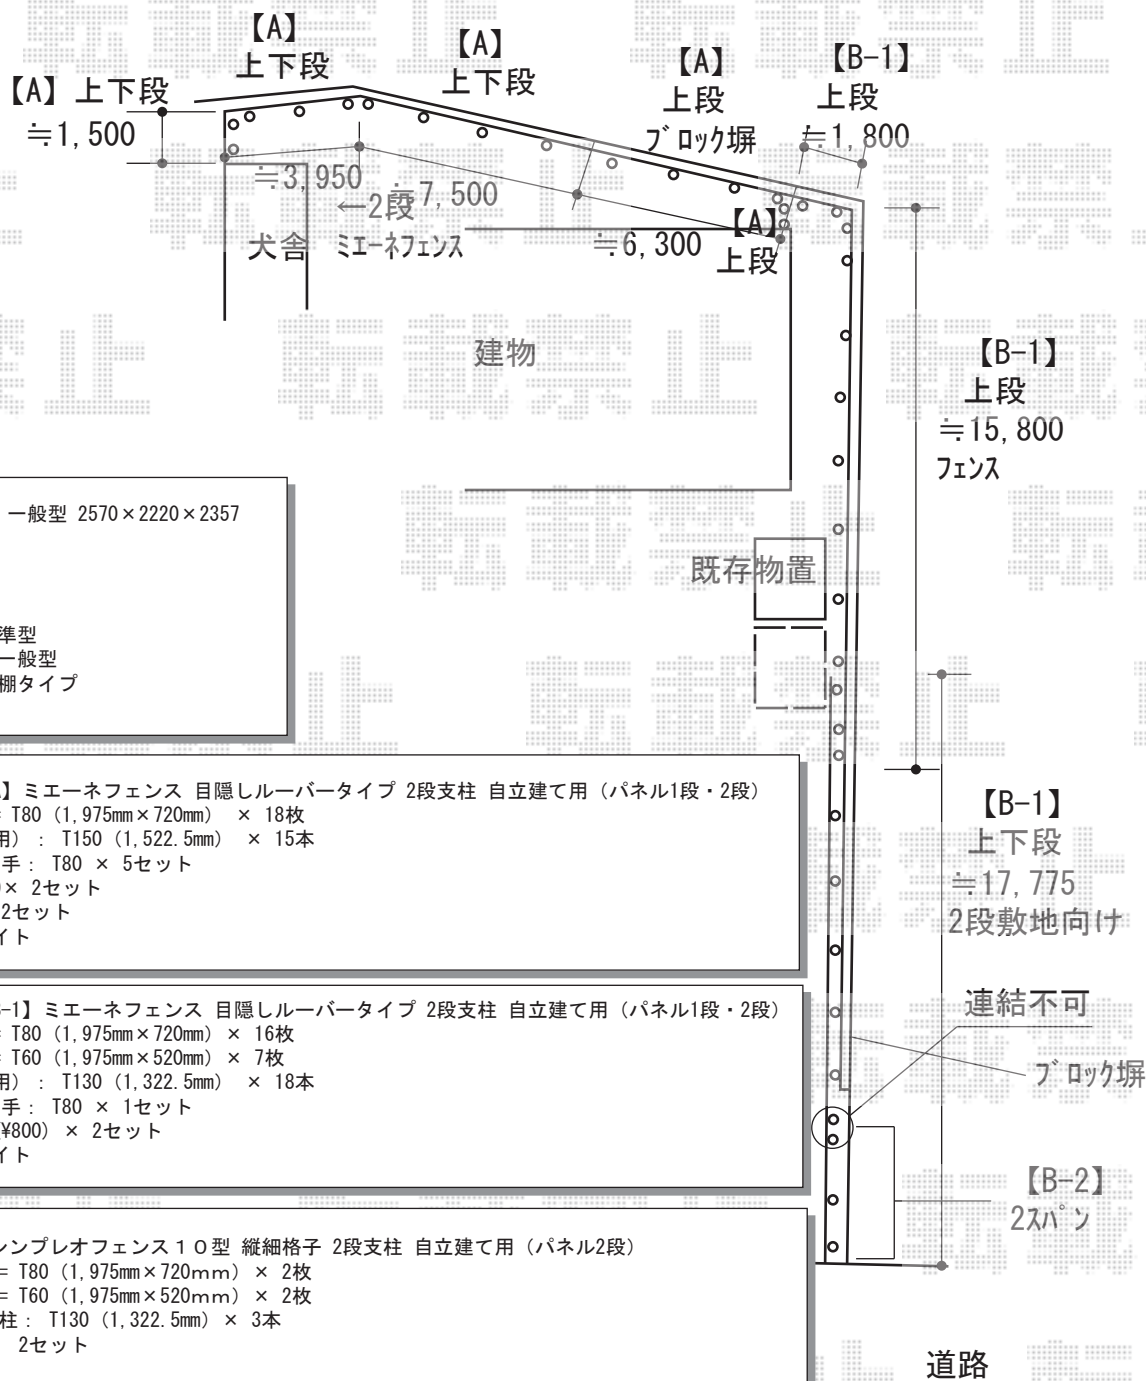 【A】
上下段
【A】
上下段
【A】
上段
ﾌﾞﾛｯｸ塀
【B-1】
上段
≒1,800
【A】上下段
≒1,500
≒3,950
←2段
≒7,500
犬舎
ﾐｴｰﾈﾌｪﾝｽ
≒6,300
【A】
上段
建物
【B-1】
上段
≒15,800
ﾌｪﾝｽ
一般型 2570×2220×2357
既存物置
準型
一般型
棚タイプ
】ミエーネフェンス 目隠しルーバータイプ 2段支柱 自立建て用（パネル1段・2段）
= T80（1,975mm×720mm） × 18枚
用）： T150（1,522.5mm） × 15本
手： T80 × 5セット
× 2セット
2セット
イト
【B-1】
上下段
≒17,775
2段敷地向け
連結不可
ﾌﾞﾛｯｸ塀
-1】ミエーネフェンス 目隠しルーバータイプ 2段支柱 自立建て用（パネル1段・2段）
= T80（1,975mm×720mm）× 16枚
= T60（1,975mm×520mm）× 7枚
用）： T130（1,322.5mm） × 18本
手： T80 × 1セット
¥800）× 2セット
イト
【B-2】
2ｽﾊﾟﾝ
シンプレオフェンス１０型 縦細格子 2段支柱 自立建て用（パネル2段）
= T80（1,975mm×720mm）× 2枚
= T60（1,975mm×520mm）× 2枚
柱： T130（1,322.5mm）× 3本
2セット
道路
転載禁止